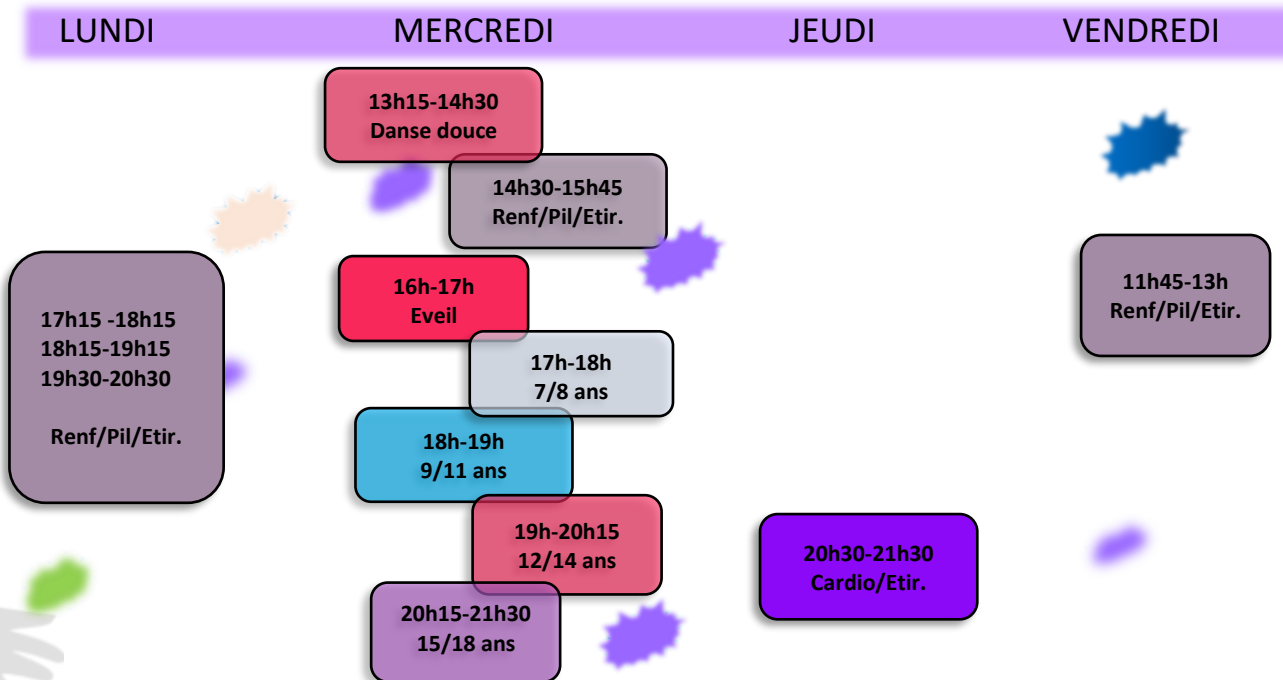 LUNDI MERCREDI JEUDI VENDREDI
17h15 -18h15
18h15-19h15
19h30-20h30
Renf/Pil/Etir.
13h15-14h30
Danse douce
14h30-15h45
Renf/Pil/Etir.
16h-17h
Eveil
17h-18h
7/8 ans
18h-19h
9/11 ans
19h-20h15
12/14 ans
20h15-21h30
15/18 ans
20h30-21h30
Cardio/Etir.
11h45-13h
Renf/Pil/Etir.